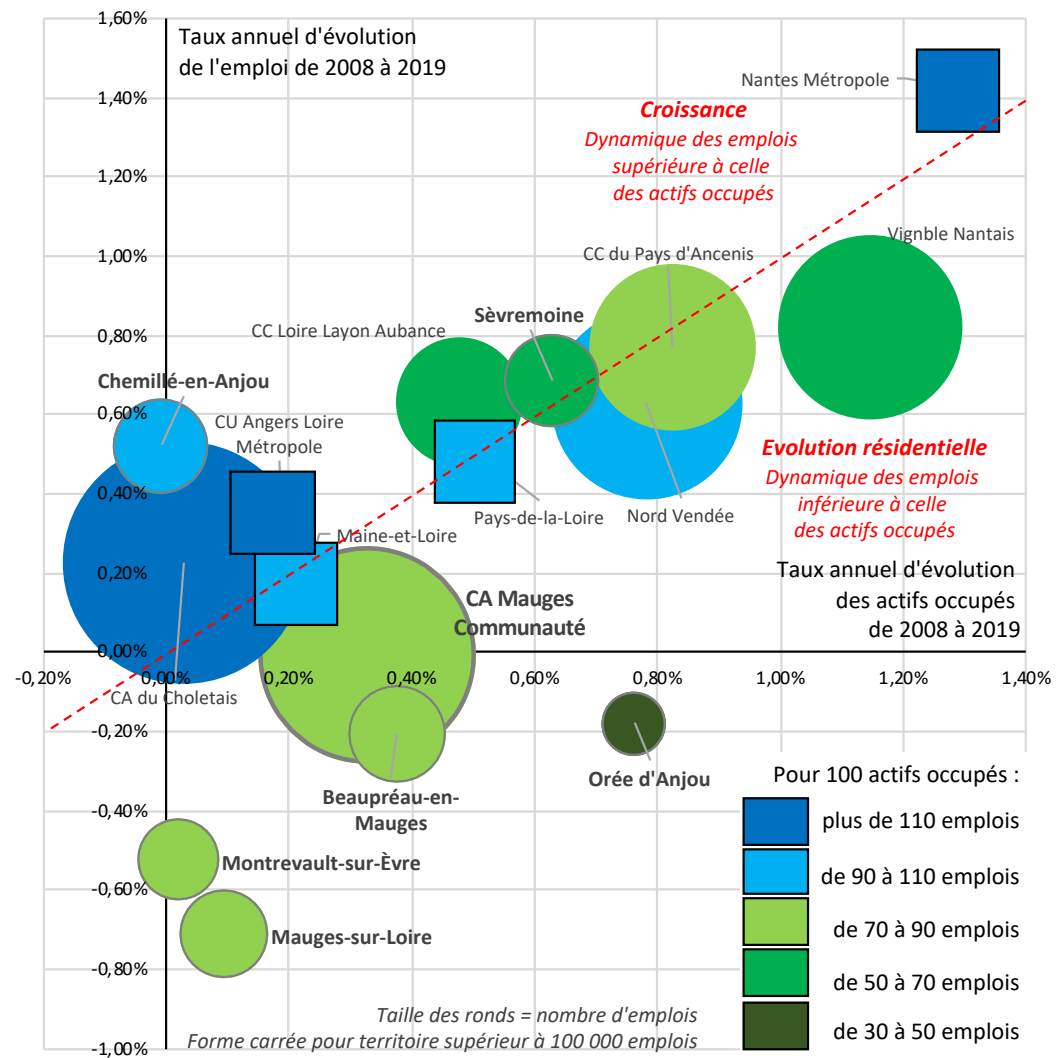 1,60%
Taux annuel d'évolution
de l'emploi de 2008 à 2019
1,40%
Nantes Métropole
Croissance
Dynamique des emplois
supérieure à celle
des actifs occupés
1,20%
1,00%
Vignble Nantais
CC du Pays d'Ancenis
Sèvremoine
CC Loire Layon Aubance
0,80%
Chemillé-en-Anjou
0,60%
CU Angers Loire
Métropole
Evolution résidentielle
Dynamique des emplois
inférieure à celle
des actifs occupés
0,40%
Pays-de-la-Loire
Nord Vendée
Maine-et-Loire
0,20%
Taux annuel d'évolution
des actifs occupés
de 2008 à 2019
CA Mauges
Communauté
0,00%
-0,20% 0,00% 0,20% 0,40% 0,60% 0,80% 1,00% 1,20% 1,40%
CA du Choletais
-0,20%
Orée d'Anjou
Beaupréau-en-
Mauges
-0,40%
Montrevault-sur-Èvre
-0,60%
Mauges-sur-Loire
-0,80%
-1,00%
Pour 100 actifs occupés :
plus de 110 emplois
de 90 à 110 emplois
de 70 à 90 emplois
de 50 à 70 emplois
de 30 à 50 emplois
Taille des ronds = nombre d'emplois
Forme carrée pour territoire supérieur à 100 000 emplois